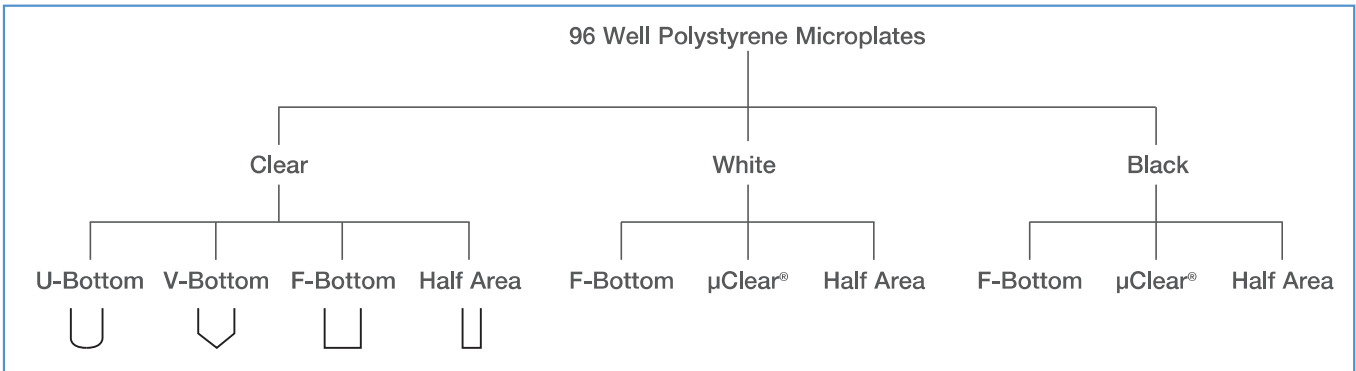 96 Well Polystyrene Microplates
Clear White Black
U-Bottom V-Bottom F-Bottom Half Area F-Bottom µClear® Half Area F-Bottom µClear® Half Area